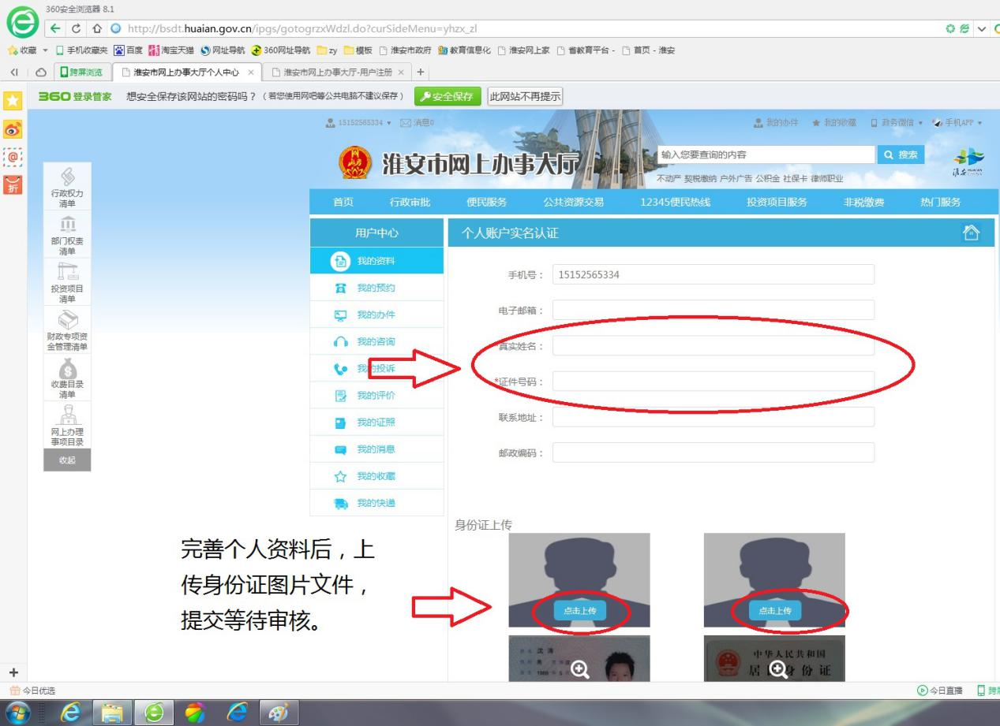 360安全浏览器 8.1
http://bsdt.huaian.gov.cn/ipgs/gotogrzxWdzl.do?curSideMenu=yhzx_zl
收藏 手机收藏夹 百度 淘宝天猫 网址导航 360网址导航 zy 模板 淮安市政府 教育信息化 淮安网上家 省教育平台 - 首页 - 淮安
跨屏浏览 淮安市网上办事大厅个人中心 × 淮安市网上办事大厅-用户注册 × +
360登录管家 想安全保存该网站的密码吗？（若您使用网吧等公共电脑不建议保存） 安全保存 此网站不再提示
15152565334 消息0 我的办件 我的收藏 政务微信 手机APP
淮安市网上办事大厅
输入您要查询的内容 搜索
不动产 契税缴纳 户外广告 公积金 社保卡 律师职业
首页 行政审批 便民服务 公共资源交易 12345便民热线 投资项目服务 非税缴费 热门服务
折
行政权力
清单
部门权责
清单
投资项目
清单
财政专项资
金管理清单
收费目录
清单
网上办理
事项目录
收起
用户中心
我的资料
我的预约
我的办件
我的咨询
我的投诉
我的评价
我的证照
我的消息
我的收藏
我的快递
个人账户实名认证
手机号： 15152565334
电子邮箱：
真实姓名：
*证件号码：
联系地址：
邮政编码：
身份证上传
点击上传 点击上传
完善个人资料后，上
传身份证图片文件，
提交等待审核。
中华人民共和国
居民身份证
今日优选
今日直播